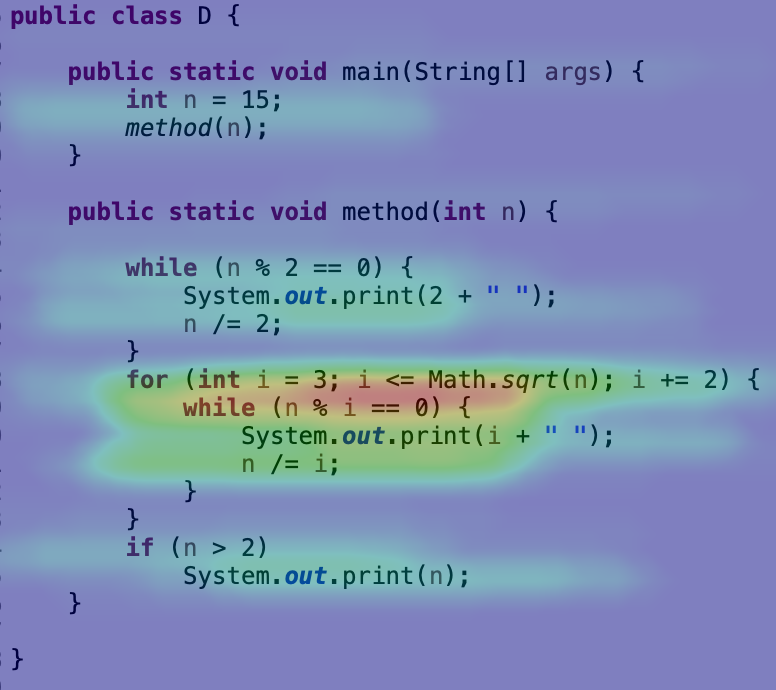 public class D {
    public static void main(String[] args) {
        int n = 15;
        method(n);
    }
    public static void method(int n) {
        while (n % 2 == 0) {
            System.out.print(2 + " ");
            n /= 2;
        }
        for (int i = 3; i <= Math.sqrt(n); i += 2) {
            while (n % i == 0) {
                System.out.print(i + " ");
                n /= i;
            }
        }
        if (n > 2)
            System.out.print(n);
    }
}